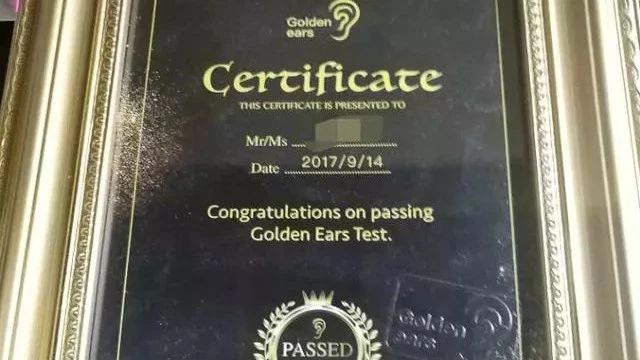 Golden
ears
Certificate
THIS CERTIFICATE IS PRESENTED TO
Mr/Ms
Date 2017/9/14
Congratulations on passing
Golden Ears Test.
Golden
ears
PASSED